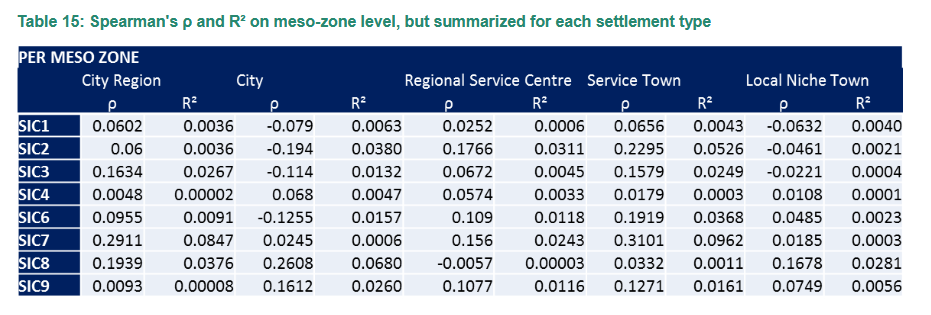 Table 15: Spearman's ρ and R² on meso-zone level, but summarized for each settlement type
PER MESO ZONE
City Region City Regional Service Centre Service Town Local Niche Town
ρ R² ρ R² ρ R² ρ R² ρ R²
SIC1 0.0602 0.0036 -0.079 0.0063 0.0252 0.0006 0.0656 0.0043 -0.0632 0.0040
SIC2 0.06 0.0036 -0.194 0.0380 0.1766 0.0311 0.2295 0.0526 -0.0461 0.0021
SIC3 0.1634 0.0267 -0.114 0.0132 0.0672 0.0045 0.1579 0.0249 -0.0221 0.0004
SIC4 0.0048 0.00002 0.068 0.0047 0.0574 0.0033 0.0179 0.0003 0.0108 0.0001
SIC6 0.0955 0.0091 -0.1255 0.0157 0.109 0.0118 0.1919 0.0368 0.0485 0.0023
SIC7 0.2911 0.0847 0.0245 0.0006 0.156 0.0243 0.3101 0.0962 0.0185 0.0003
SIC8 0.1939 0.0376 0.2608 0.0680 -0.0057 0.00003 0.0332 0.0011 0.1678 0.0281
SIC9 0.0093 0.00008 0.1612 0.0260 0.1077 0.0116 0.1271 0.0161 0.0749 0.0056